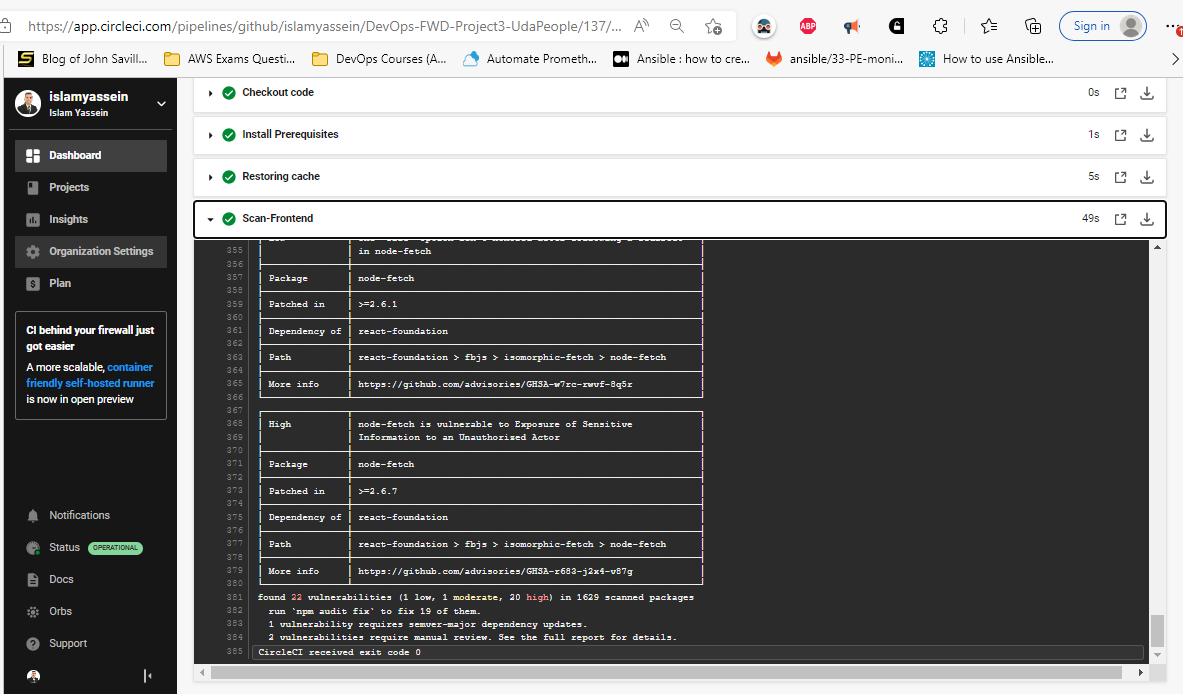 https://app.circleci.com/pipelines/github/islamyassein/DevOps-FWD-Project3-UdaPeople/137/...
A
ABP
Sign in
Blog of John Savill...
AWS Exams Questi...
DevOps Courses (A...
Automate Prometh...
Ansible : how to cre...
ansible/33-PE-moni...
How to use Ansible...
islamyassein
Islam Yassein
Dashboard
Projects
Insights
Organization Settings
Plan
CI behind your firewall just
got easier
A more scalable, container
friendly self-hosted runner
is now in open preview
Notifications
Status OPERATIONAL
Docs
Orbs
Support
Checkout code 0s
Install Prerequisites 1s
Restoring cache 5s
Scan-Frontend 49s
355 in node-fetch
356
357 Package node-fetch
358
359 Patched in >=2.6.1
360
361 Dependency of react-foundation
362
363 Path react-foundation > fbjs > isomorphic-fetch > node-fetch
364
365 More info https://github.com/advisories/GHSA-w7rc-rwvf-8q5r
366
367
368 High node-fetch is vulnerable to Exposure of Sensitive
369 Information to an Unauthorized Actor
370
371 Package node-fetch
372
373 Patched in >=2.6.7
374
375 Dependency of react-foundation
376
377 Path react-foundation > fbjs > isomorphic-fetch > node-fetch
378
379 More info https://github.com/advisories/GHSA-r683-j2x4-v87g
380
381 found 22 vulnerabilities (1 low, 1 moderate, 20 high) in 1629 scanned packages
382 run `npm audit fix` to fix 19 of them.
383 1 vulnerability requires semver-major dependency updates.
384 2 vulnerabilities require manual review. See the full report for details.
385 CircleCI received exit code 0